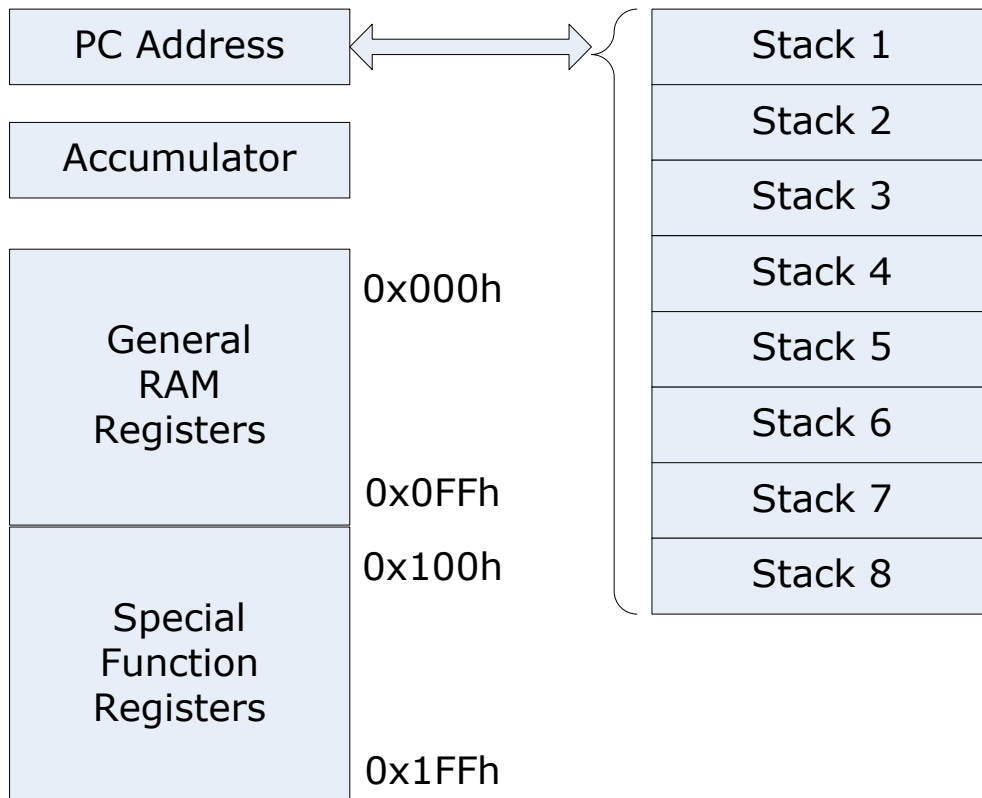 PC Address
Accumulator
General
RAM
Registers
0x000h
0x0FFh
Special
Function
Registers
0x100h
0x1FFh
Stack 1
Stack 2
Stack 3
Stack 4
Stack 5
Stack 6
Stack 7
Stack 8